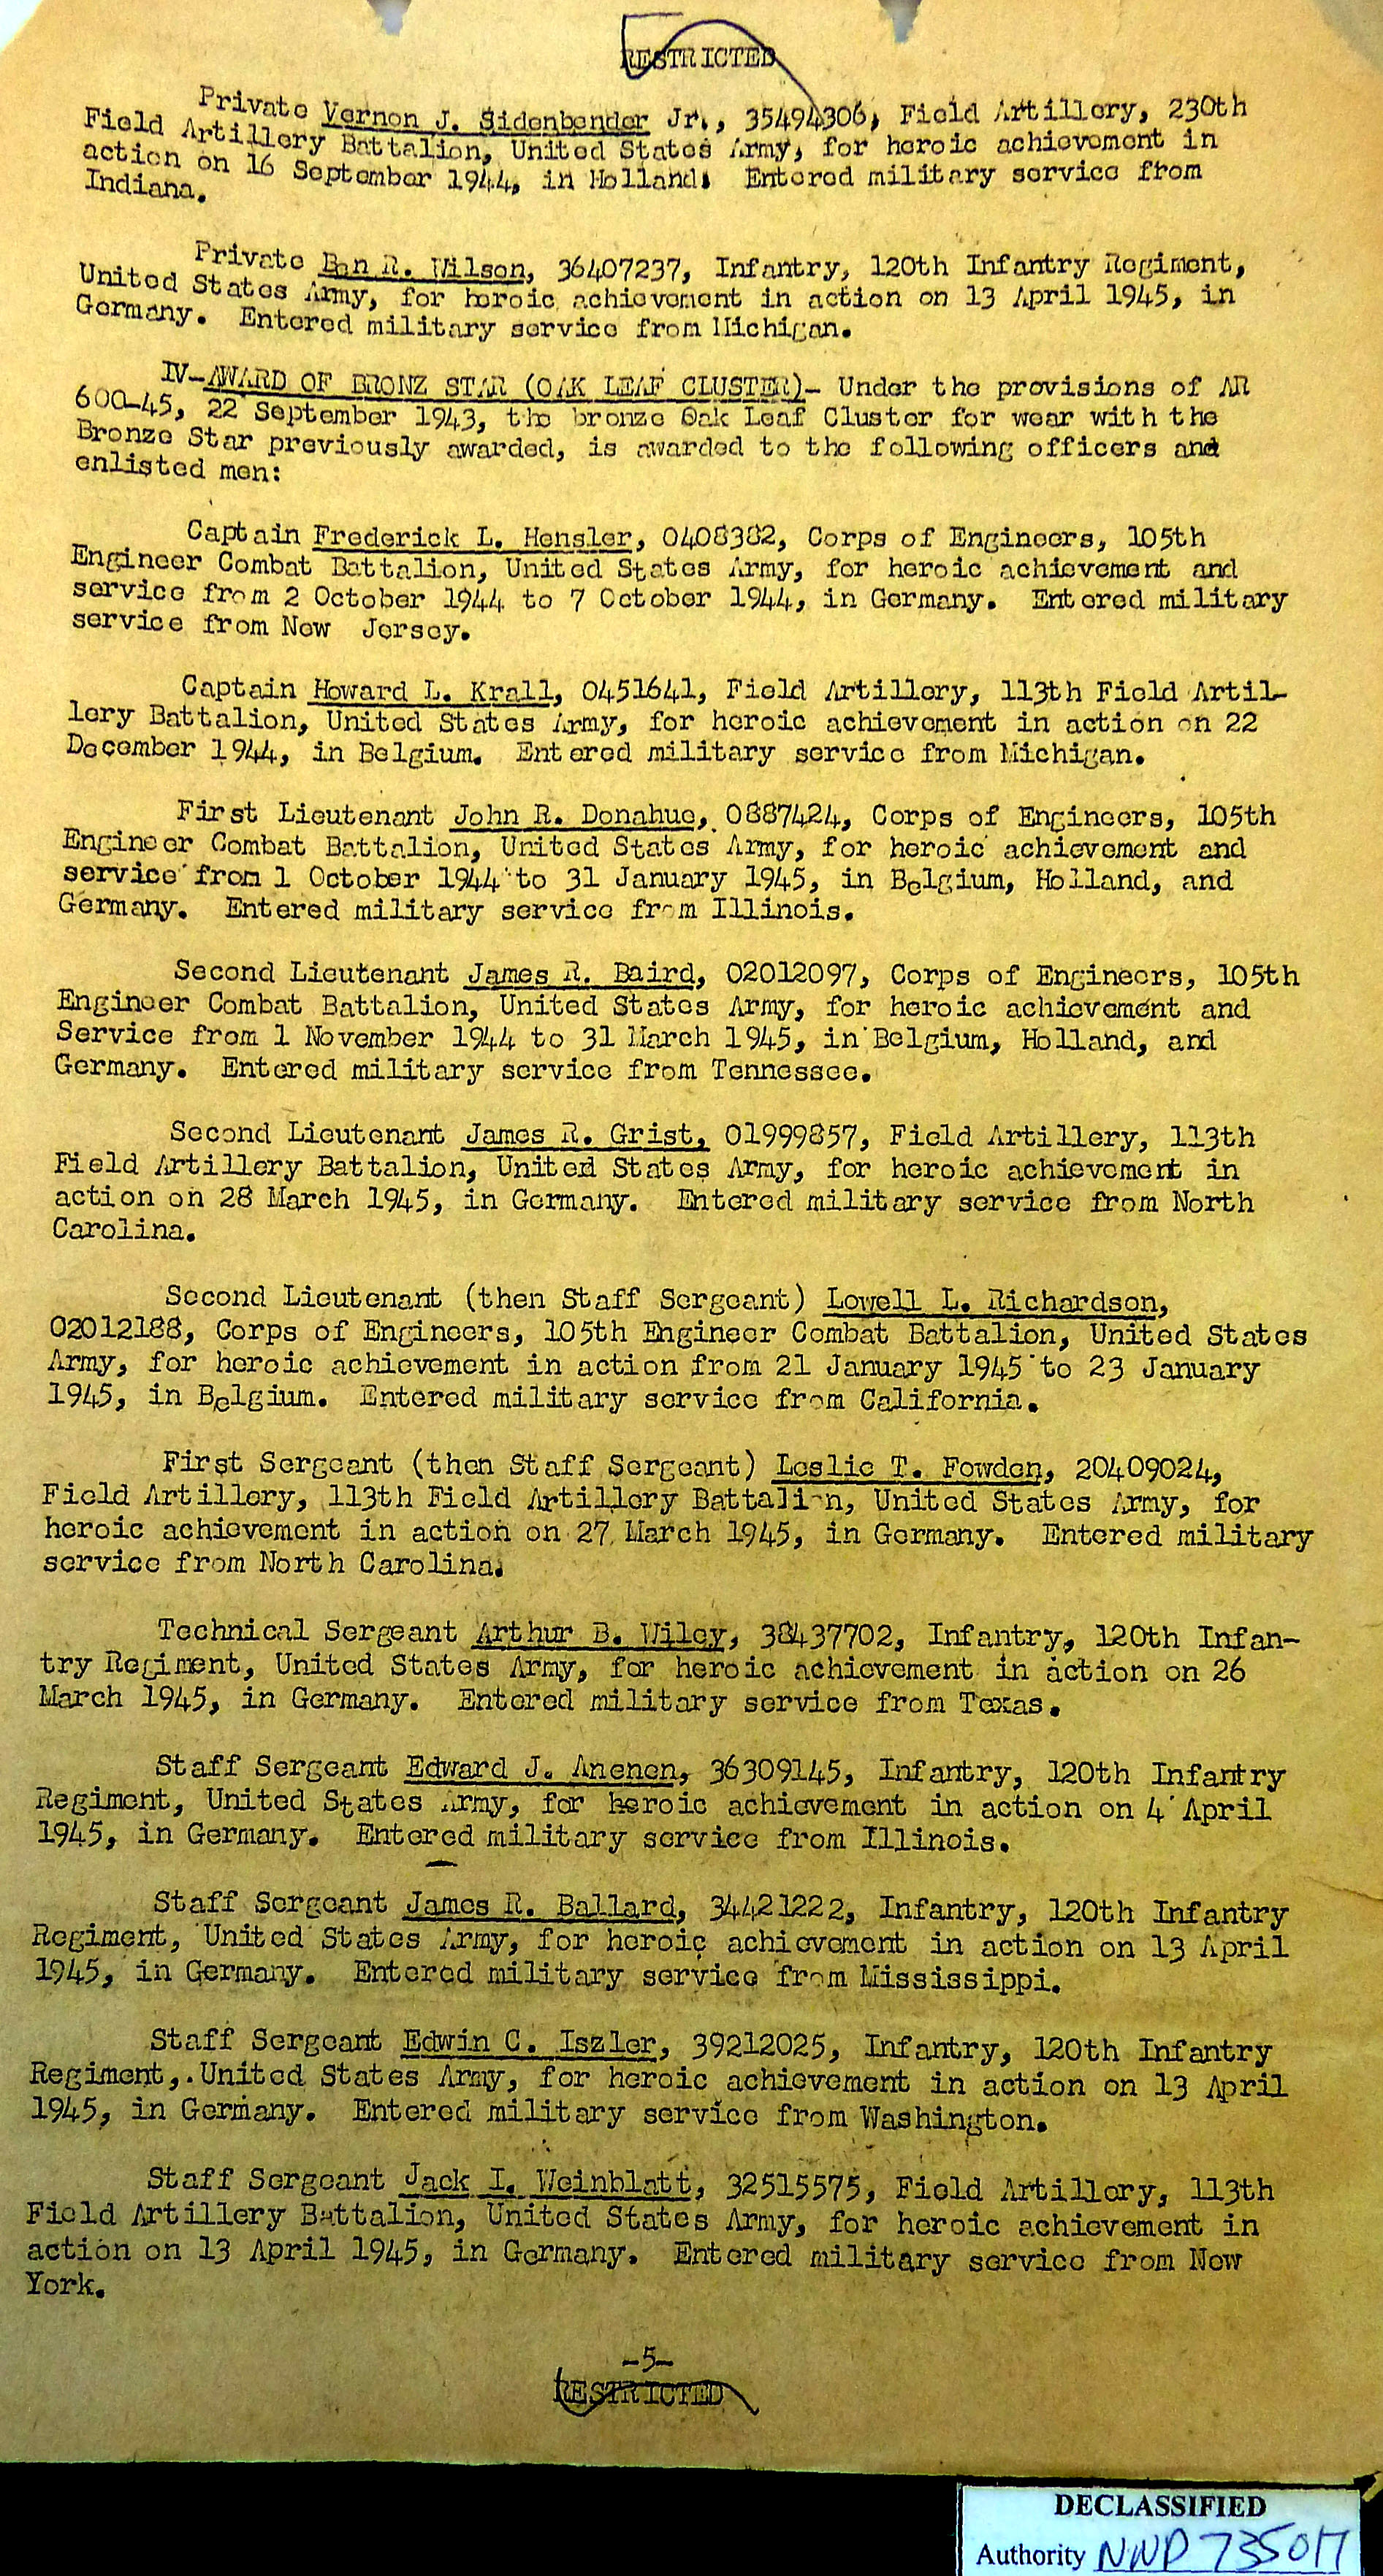 RESTRICTED
Private Vernon J. Sidenbender Jr., 35494306, Field Artillery, 230th
Field Artillery Battalion, United States Army, for heroic achievement in
action on 16 September 1944, in Holland. Entered military service from
Indiana.
Private Ben R. Wilson, 36407237, Infantry, 120th Infantry Regiment,
United States Army, for heroic achievement in action on 13 April 1945, in
Germany. Entered military service from Michigan.
IV-AWARD OF BRONZ STAR (OAK LEAF CLUSTER)- Under the provisions of AR
600-45, 22 September 1943, the bronze Oak Leaf Cluster for wear with the
Bronze Star previously awarded, is awarded to the following officers and
enlisted men:
Captain Frederick L. Hensler, 0408382, Corps of Engineers, 105th
Engineer Combat Battalion, United States Army, for heroic achievement and
service from 2 October 1944 to 7 October 1944, in Germany. Entered military
service from New Jersey.
Captain Howard L. Krall, 0451641, Field Artillery, 113th Field Artil-
lery Battalion, United States Army, for heroic achievement in action on 22
December 1944, in Belgium. Entered military service from Michigan.
First Lieutenant John R. Donahue, 0887424, Corps of Engineers, 105th
Engineer Combat Battalion, United States Army, for heroic achievement and
service from 1 October 1944 to 31 January 1945, in Belgium, Holland, and
Germany. Entered military service from Illinois.
Second Lieutenant James R. Baird, 02012097, Corps of Engineers, 105th
Engineer Combat Battalion, United States Army, for heroic achievement and
Service from 1 November 1944 to 31 March 1945, in Belgium, Holland, and
Germany. Entered military service from Tennessee.
Second Lieutenant James R. Grist, 01999857, Field Artillery, 113th
Field Artillery Battalion, United States Army, for heroic achievement in
action on 28 March 1945, in Germany. Entered military service from North
Carolina.
Second Lieutenant (then Staff Sergeant) Lowell L. Richardson,
02012188, Corps of Engineers, 105th Engineer Combat Battalion, United States
Army, for heroic achievement in action from 21 January 1945 to 23 January
1945, in Belgium. Entered military service from California.
First Sergeant (then Staff Sergeant) Leslie T. Fowden, 20409024,
Field Artillery, 113th Field Artillery Battalion, United States Army, for
heroic achievement in action on 27 March 1945, in Germany. Entered military
service from North Carolina.
Technical Sergeant Arthur B. Wiley, 38437702, Infantry, 120th Infan-
try Regiment, United States Army, for heroic achievement in action on 26
March 1945, in Germany. Entered military service from Texas.
Staff Sergeant Edward J. Anenen, 36309145, Infantry, 120th Infantry
Regiment, United States Army, for heroic achievement in action on 4 April
1945, in Germany. Entered military service from Illinois.
Staff Sergeant James R. Ballard, 34421222, Infantry, 120th Infantry
Regiment, United States Army, for heroic achievement in action on 13 April
1945, in Germany. Entered military service from Mississippi.
Staff Sergeant Edwin C. Iszler, 39212025, Infantry, 120th Infantry
Regiment, United States Army, for heroic achievement in action on 13 April
1945, in Germany. Entered military service from Washington.
Staff Sergeant Jack I. Weinblatt, 32515575, Field Artillery, 113th
Field Artillery Battalion, United States Army, for heroic achievement in
action on 13 April 1945, in Germany. Entered military service from New
York.
-5-
RESTRICTED
DECLASSIFIED
Authority NND 735017